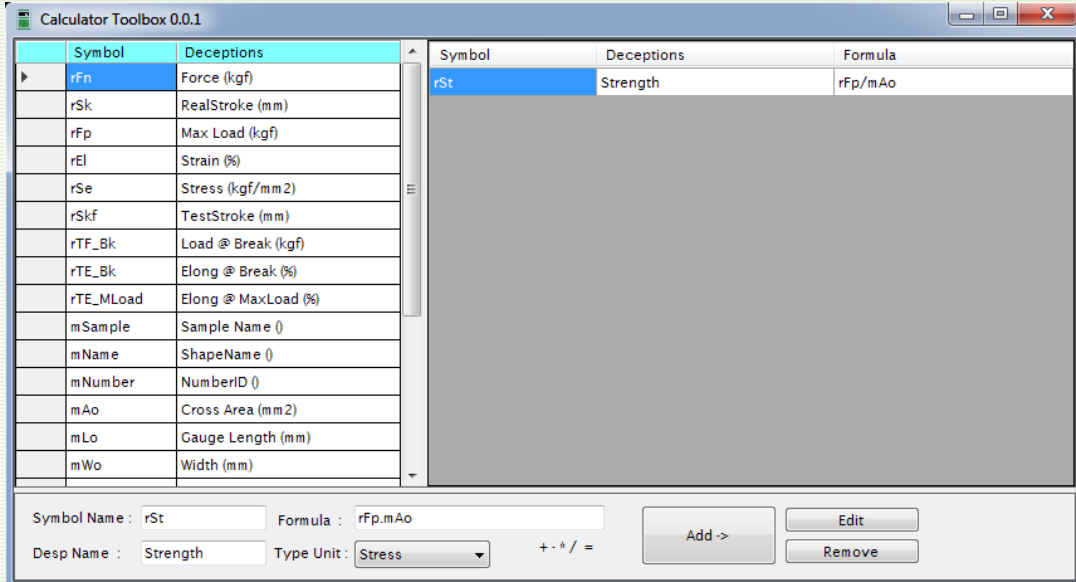 Calculator Toolbox 0.0.1
Symbol Deceptions
rFn Force (kgf)
rSk RealStroke (mm)
rFp Max Load (kgf)
rEl Strain (%)
rSe Stress (kgf/mm2)
rSkf TestStroke (mm)
rTF_Bk Load @ Break (kgf)
rTE_Bk Elong @ Break (%)
rTE_MLoad Elong @ MaxLoad (%)
mSample Sample Name ()
mName ShapeName ()
mNumber NumberID ()
mAo Cross Area (mm2)
mLo Gauge Length (mm)
mWo Width (mm)
Symbol Deceptions Formula
rSt Strength rFp/mAo
Symbol Name : rSt Formula : rFp.mAo
Desp Name : Strength Type Unit : Stress + - * / =
Add ->
Edit
Remove